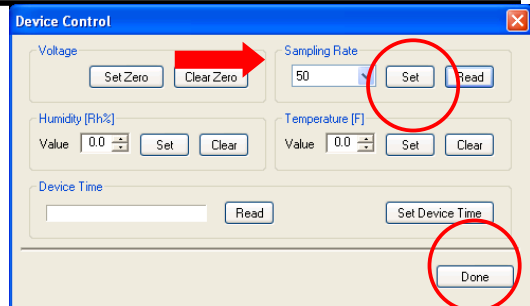 Device Control
Voltage
Set Zero Clear Zero
Sampling Rate
50 Set Read
Humidity [Rh%]
Value 0.0 Set Clear
Temperature [F]
Value 0.0 Set Clear
Device Time
Read Set Device Time
Done